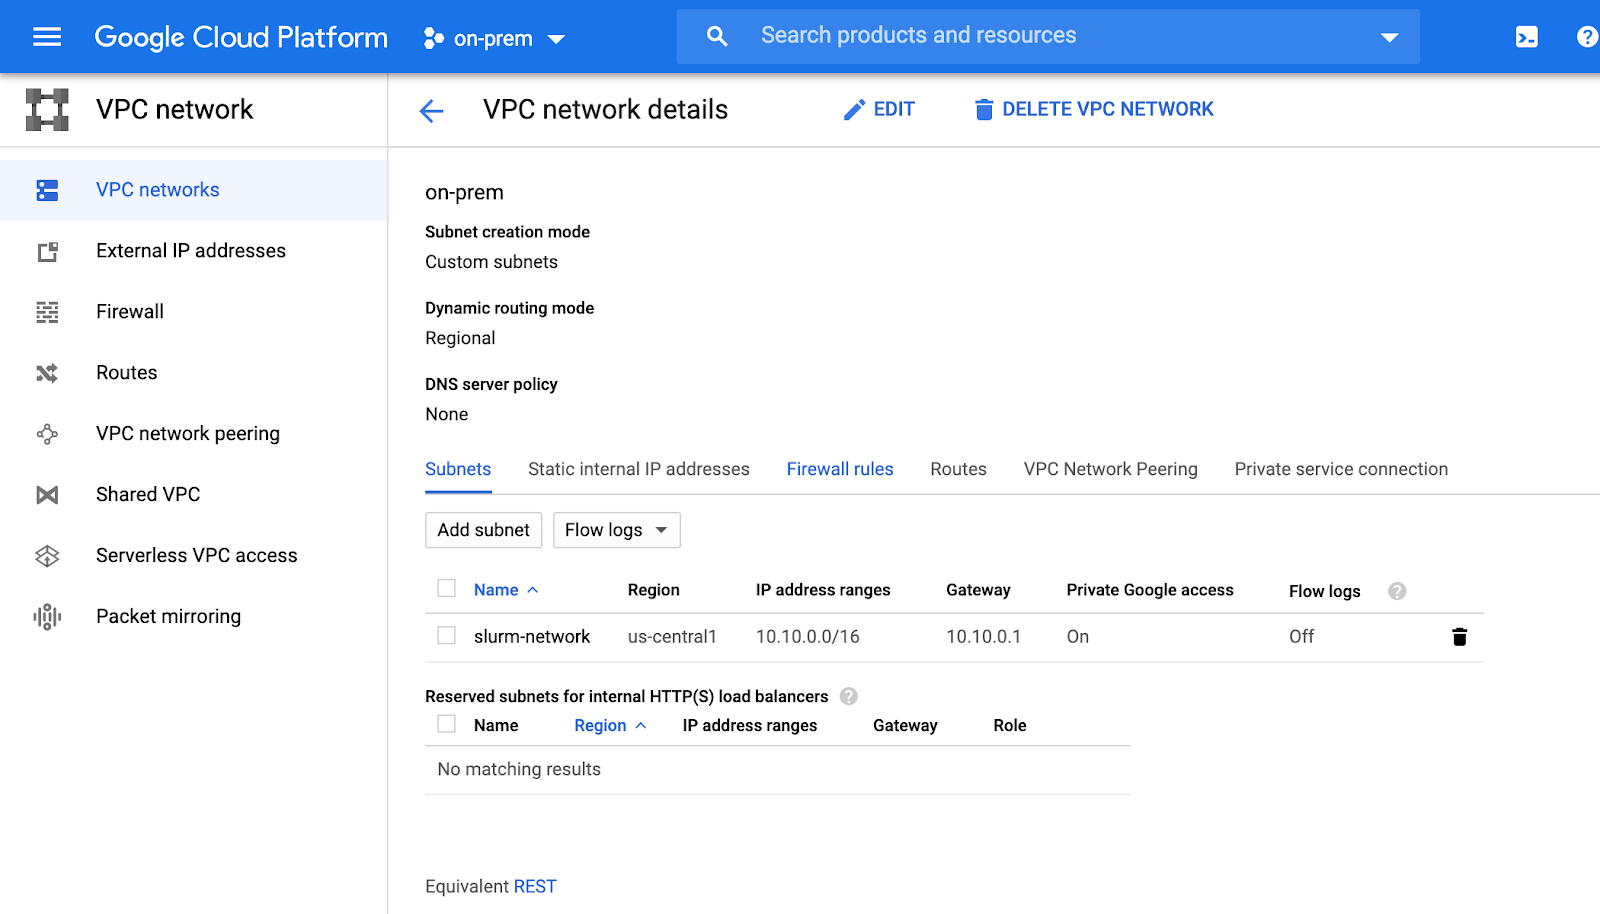 Google Cloud Platform
on-prem
Search products and resources
VPC network
VPC network details
EDIT
DELETE VPC NETWORK
VPC networks
External IP addresses
Firewall
Routes
VPC network peering
Shared VPC
Serverless VPC access
Packet mirroring
on-prem
Subnet creation mode
Custom subnets
Dynamic routing mode
Regional
DNS server policy
None
Subnets Static internal IP addresses Firewall rules Routes VPC Network Peering Private service connection
Add subnet Flow logs
Name Region IP address ranges Gateway Private Google access Flow logs ?
slurm-network us-central1 10.10.0.0/16 10.10.0.1 On Off
Reserved subnets for internal HTTP(S) load balancers ?
Name Region IP address ranges Gateway Role
No matching results
Equivalent REST